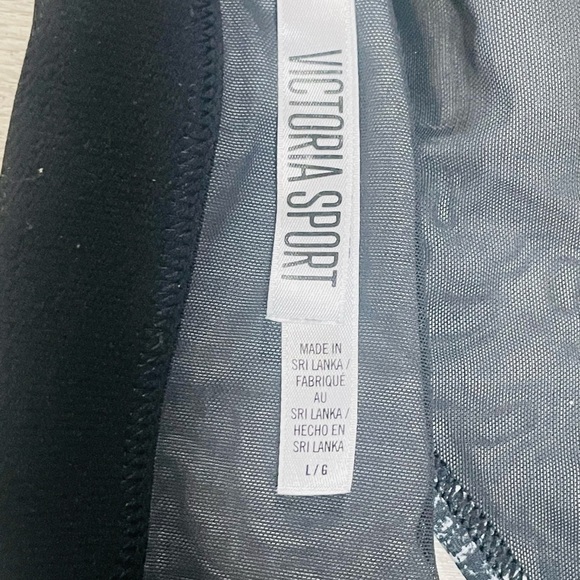 VICTORIA SPORT
MADE IN
SRI LANKA /
FABRIQUÉ
AU
SRI LANKA /
HECHO EN
SRI LANKA
L / G